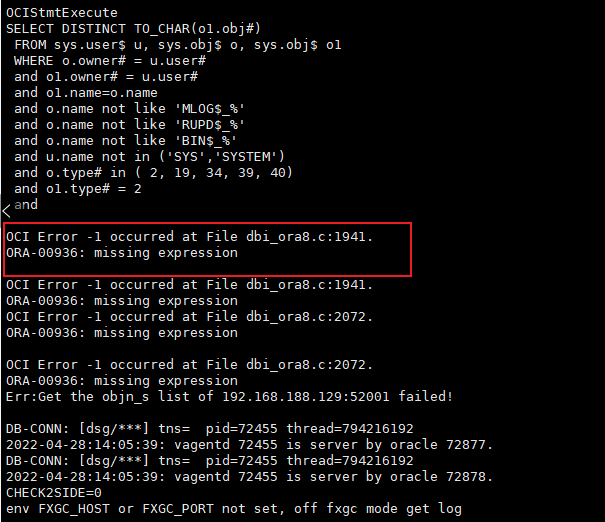 OCIStmtExecute
SELECT DISTINCT TO_CHAR(o1.obj#)
FROM sys.user$ u, sys.obj$ o, sys.obj$ o1
WHERE o.owner# = u.user#
and o1.owner# = u.user#
and o1.name=o.name
and o.name not like 'MLOG$_%'
and o.name not like 'RUPD$_%'
and o.name not like 'BIN$_%'
and u.name not in ('SYS','SYSTEM')
and o.type# in ( 2, 19, 34, 39, 40)
and o1.type# = 2
and
OCI Error -1 occurred at File dbi_ora8.c:1941.
ORA-00936: missing expression
OCI Error -1 occurred at File dbi_ora8.c:1941.
ORA-00936: missing expression
OCI Error -1 occurred at File dbi_ora8.c:2072.
ORA-00936: missing expression
OCI Error -1 occurred at File dbi_ora8.c:2072.
ORA-00936: missing expression
Err:Get the objn_s list of 192.168.188.129:52001 failed!
DB-CONN: [dsg/***] tns=  pid=72455 thread=794216192
2022-04-28:14:05:39: vagentd 72455 is server by oracle 72877.
DB-CONN: [dsg/***] tns=  pid=72455 thread=794216192
2022-04-28:14:05:39: vagentd 72455 is server by oracle 72878.
CHECK2SIDE=0
env FXGC_HOST or FXGC_PORT not set, off fxgc mode get log